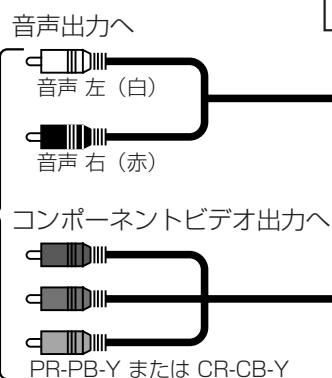 音声出力へ
音声 左（白）
音声 右（赤）
コンポーネントビデオ出力へ
PR-PB-Y または CR-CB-Y